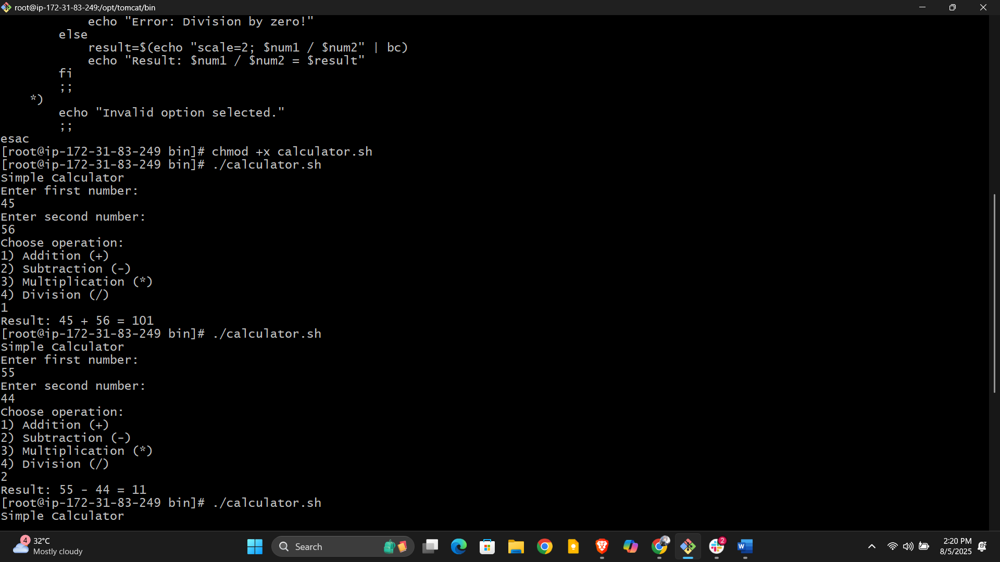 root@ip-172-31-83-249:/opt/tomcat/bin
            echo "Error: Division by zero!"
        else
            result=$(echo "scale=2; $num1 / $num2" | bc)
            echo "Result: $num1 / $num2 = $result"
        fi
        ;;
    *)
        echo "Invalid option selected."
        ;;
esac
[root@ip-172-31-83-249 bin]# chmod +x calculator.sh
[root@ip-172-31-83-249 bin]# ./calculator.sh
Simple Calculator
Enter first number:
45
Enter second number:
56
Choose operation:
1) Addition (+)
2) Subtraction (-)
3) Multiplication (*)
4) Division (/)
1
Result: 45 + 56 = 101
[root@ip-172-31-83-249 bin]# ./calculator.sh
Simple Calculator
Enter first number:
55
Enter second number:
44
Choose operation:
1) Addition (+)
2) Subtraction (-)
3) Multiplication (*)
4) Division (/)
2
Result: 55 - 44 = 11
[root@ip-172-31-83-249 bin]# ./calculator.sh
Simple Calculator
4
32°C
Mostly cloudy
Search
2
W
2:20 PM
8/5/2025